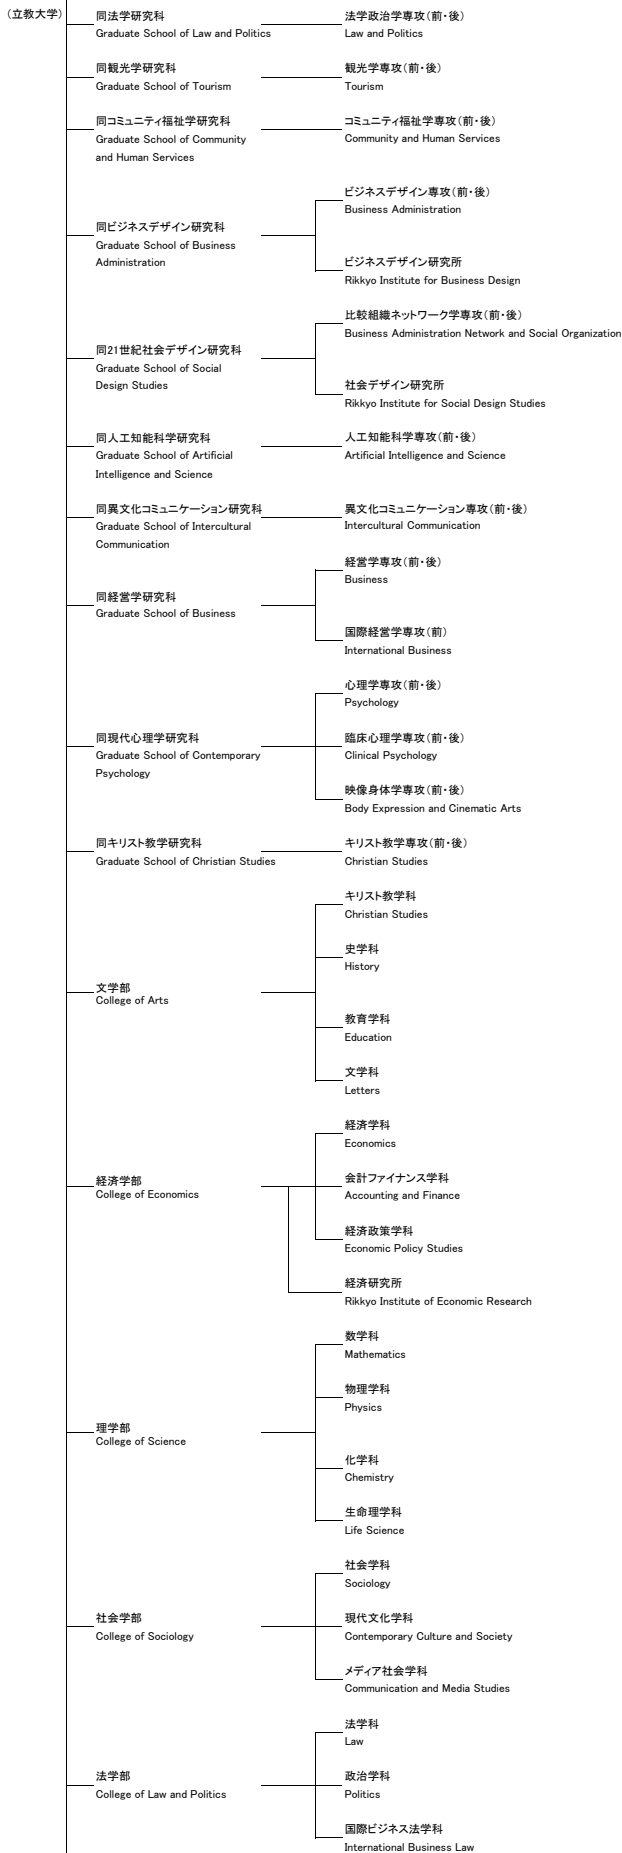 (立教大学)
同法学研究科
Graduate School of Law and Politics
法学政治学専攻(前・後)
Law and Politics
同観光学研究科
Graduate School of Tourism
観光学専攻(前・後)
Tourism
同コミュニティ福祉学研究科
Graduate School of Community
and Human Services
コミュニティ福祉学専攻(前・後)
Community and Human Services
同ビジネスデザイン研究科
Graduate School of Business
Administration
ビジネスデザイン専攻(前・後)
Business Administration
ビジネスデザイン研究所
Rikkyo Institute for Business Design
同21世紀社会デザイン研究科
Graduate School of Social
Design Studies
比較組織ネットワーク学専攻(前・後)
Business Administration Network and Social Organization
社会デザイン研究所
Rikkyo Institute for Social Design Studies
同人工知能科学研究科
Graduate School of Artificial
Intelligence and Science
人工知能科学専攻(前・後)
Artificial Intelligence and Science
同異文化コミュニケーション研究科
Graduate School of Intercultural
Communication
異文化コミュニケーション専攻(前・後)
Intercultural Communication
同経営学研究科
Graduate School of Business
経営学専攻(前・後)
Business
国際経営学専攻(前)
International Business
同現代心理学研究科
Graduate School of Contemporary
Psychology
心理学専攻(前・後)
Psychology
臨床心理学専攻(前・後)
Clinical Psychology
映像身体学専攻(前・後)
Body Expression and Cinematic Arts
同キリスト教学研究科
Graduate School of Christian Studies
キリスト教学専攻(前・後)
Christian Studies
文学部
College of Arts
キリスト教学科
Christian Studies
史学科
History
教育学科
Education
文学科
Letters
経済学部
College of Economics
経済学科
Economics
会計ファイナンス学科
Accounting and Finance
経済政策学科
Economic Policy Studies
経済研究所
Rikkyo Institute of Economic Research
理学部
College of Science
数学科
Mathematics
物理学科
Physics
化学科
Chemistry
生命理学科
Life Science
社会学部
College of Sociology
社会学科
Sociology
現代文化学科
Contemporary Culture and Society
メディア社会学科
Communication and Media Studies
法学部
College of Law and Politics
法学科
Law
政治学科
Politics
国際ビジネス法学科
International Business Law